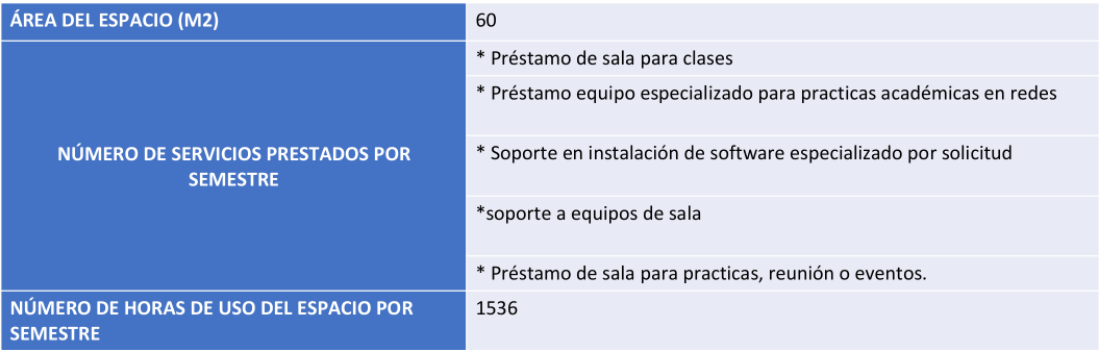 ÁREA DEL ESPACIO (M2)
60
NÚMERO DE SERVICIOS PRESTADOS POR
SEMESTRE
* Préstamo de sala para clases
* Préstamo equipo especializado para practicas académicas en redes
* Soporte en instalación de software especializado por solicitud
*soporte a equipos de sala
* Préstamo de sala para practicas, reunión o eventos.
NÚMERO DE HORAS DE USO DEL ESPACIO POR
SEMESTRE
1536